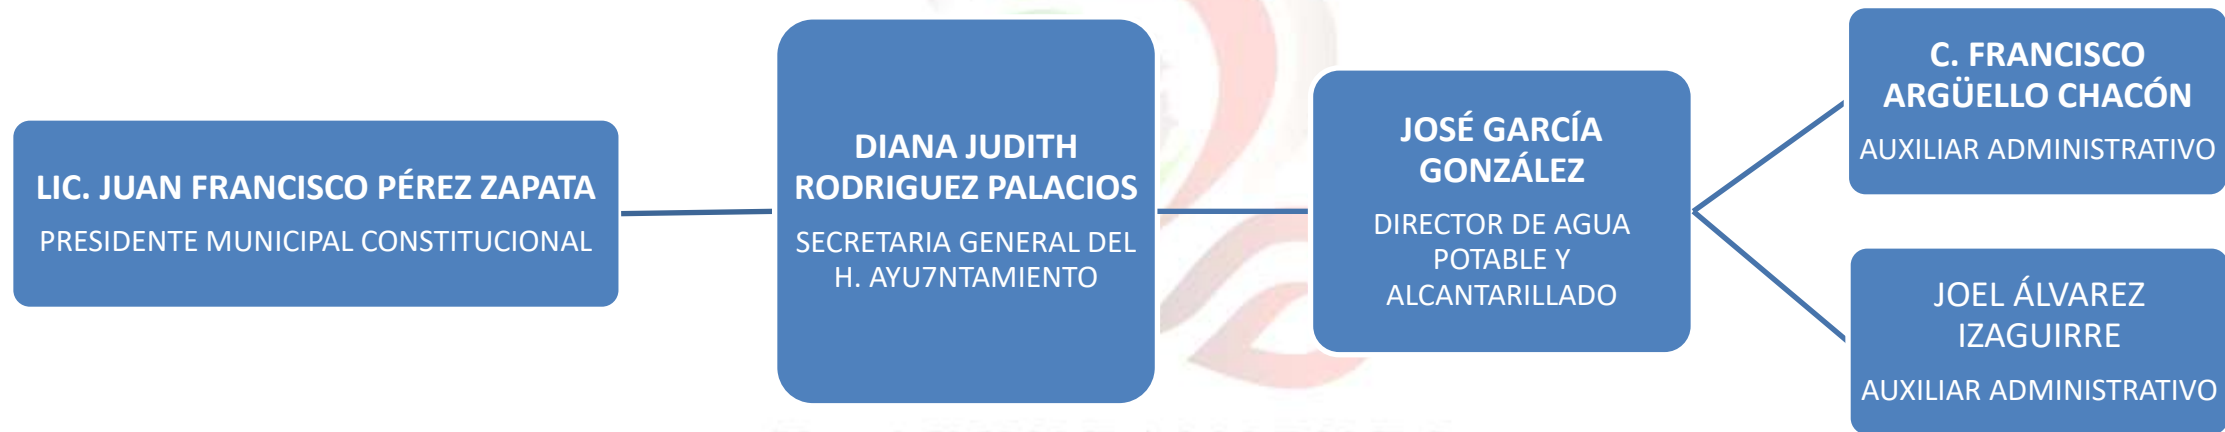 LIC. JUAN FRANCISCO PÉREZ ZAPATA
PRESIDENTE MUNICIPAL CONSTITUCIONAL
DIANA JUDITH
RODRIGUEZ PALACIOS
SECRETARIA GENERAL DEL
H. AYU7NTAMIENTO
JOSÉ GARCÍA
GONZÁLEZ
DIRECTOR DE AGUA
POTABLE Y
ALCANTARILLADO
C. FRANCISCO
ARGÜELLO CHACÓN
AUXILIAR ADMINISTRATIVO
JOEL ÁLVAREZ
IZAGUIRRE
AUXILIAR ADMINISTRATIVO